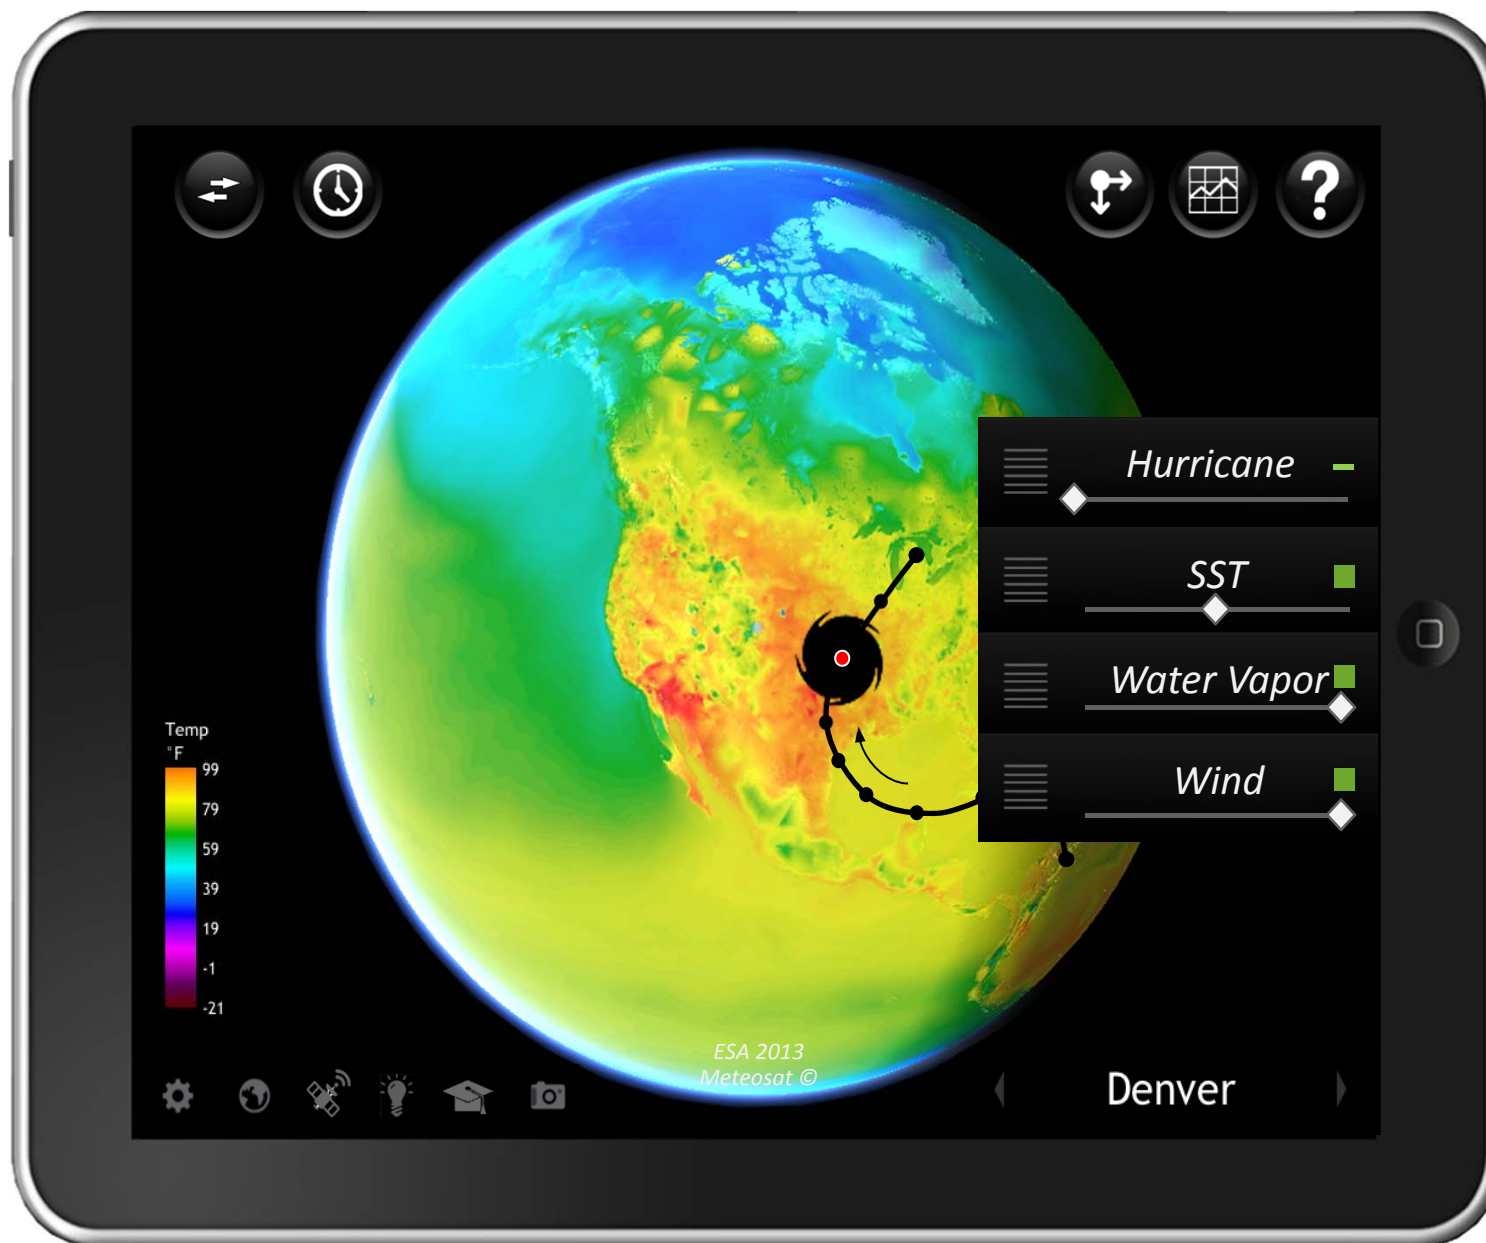 ?
Hurricane
SST
Water Vapor
Wind
Temp
°F
99
79
59
39
19
-1
-21
ESA 2013
Meteosat ©
Denver